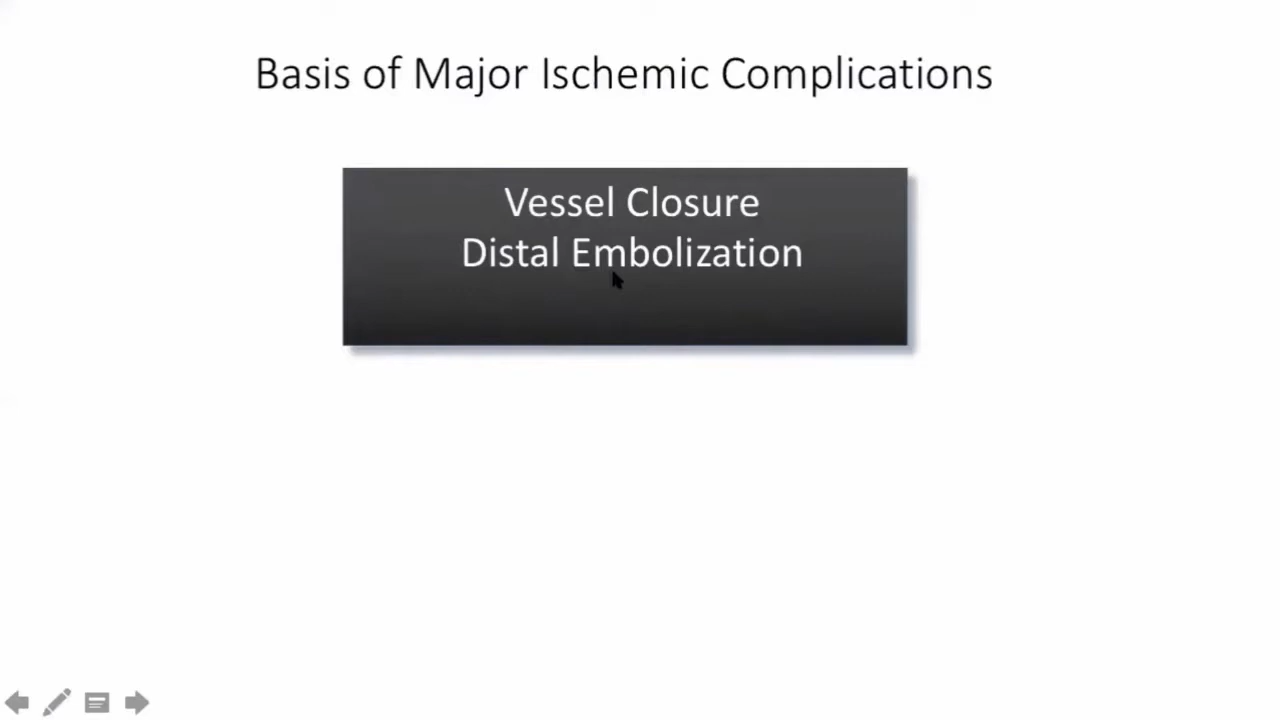 Basis of Major Ischemic Complications
Vessel Closure
Distal Embolization